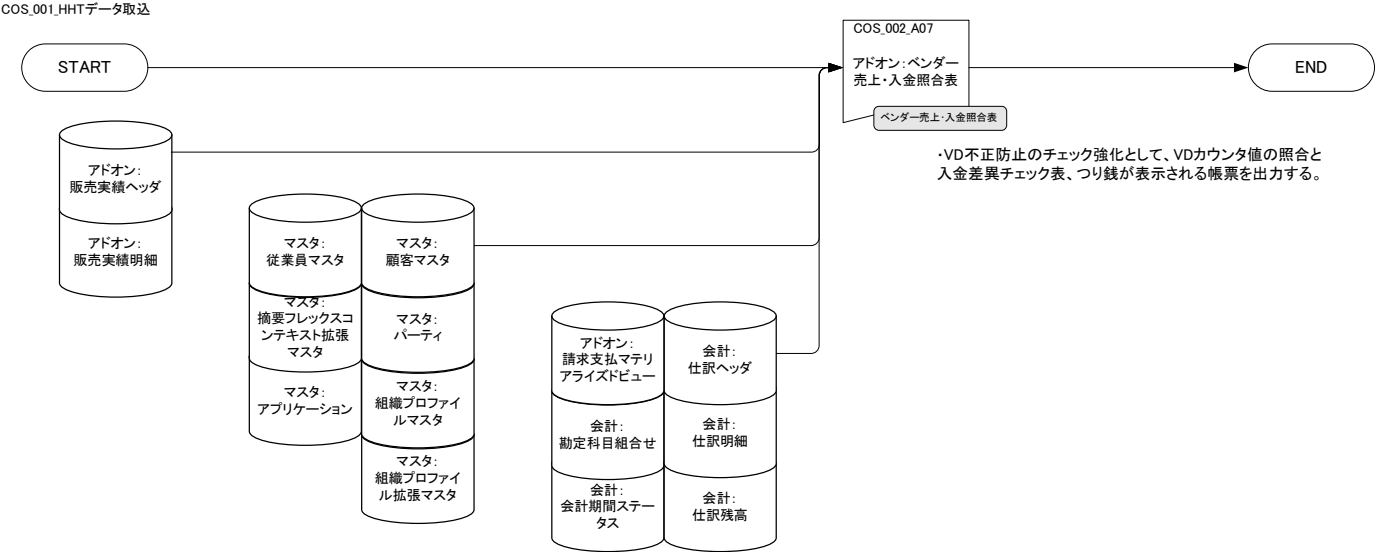 COS_001_HHTデータ取込
START
COS_002_A07
アドオン:ベンダー
売上・入金照合表
ベンダー売上・入金照合表
END
・VD不正防止のチェック強化として、VDカウンタ値の照合と
入金差異チェック表、つり銭が表示される帳票を出力する。
アドオン:
販売実績ヘッダ
アドオン:
販売実績明細
マスタ:
従業員マスタ
マスタ:
摘要フレックスコ
ンテキスト拡張
マスタ
マスタ:
アプリケーション
マスタ:
顧客マスタ
マスタ:
パーティ
マスタ:
組織プロファイ
ルマスタ
マスタ:
組織プロファイ
ル拡張マスタ
アドオン:
請求支払マテリ
アライズドビュー
会計:
勘定科目組合せ
会計:
会計期間ステー
タス
会計:
仕訳ヘッダ
会計:
仕訳明細
会計:
仕訳残高